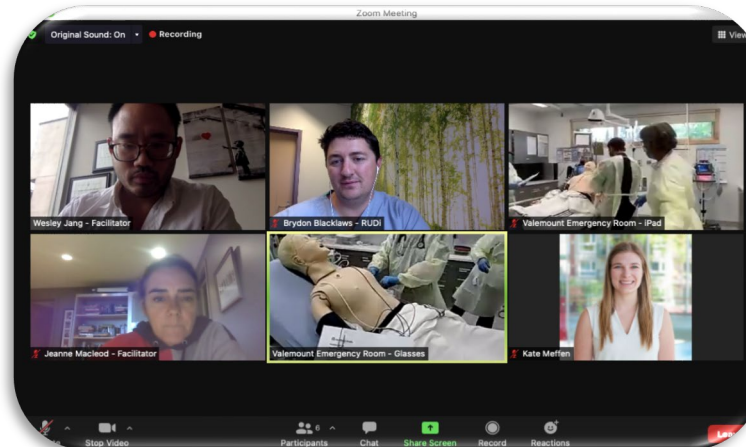 Zoom Meeting
Original Sound: On
Recording
View
Wesley Jang - Facilitator
Brydon Blacklaws - RUDi
Valemount Emergency Room - iPad
Jeanne Macleod - Facilitator
Valemount Emergency Room - Glasses
Kate Meffen
Stop Video
6
Participants
Chat
Share Screen
Record
Reactions